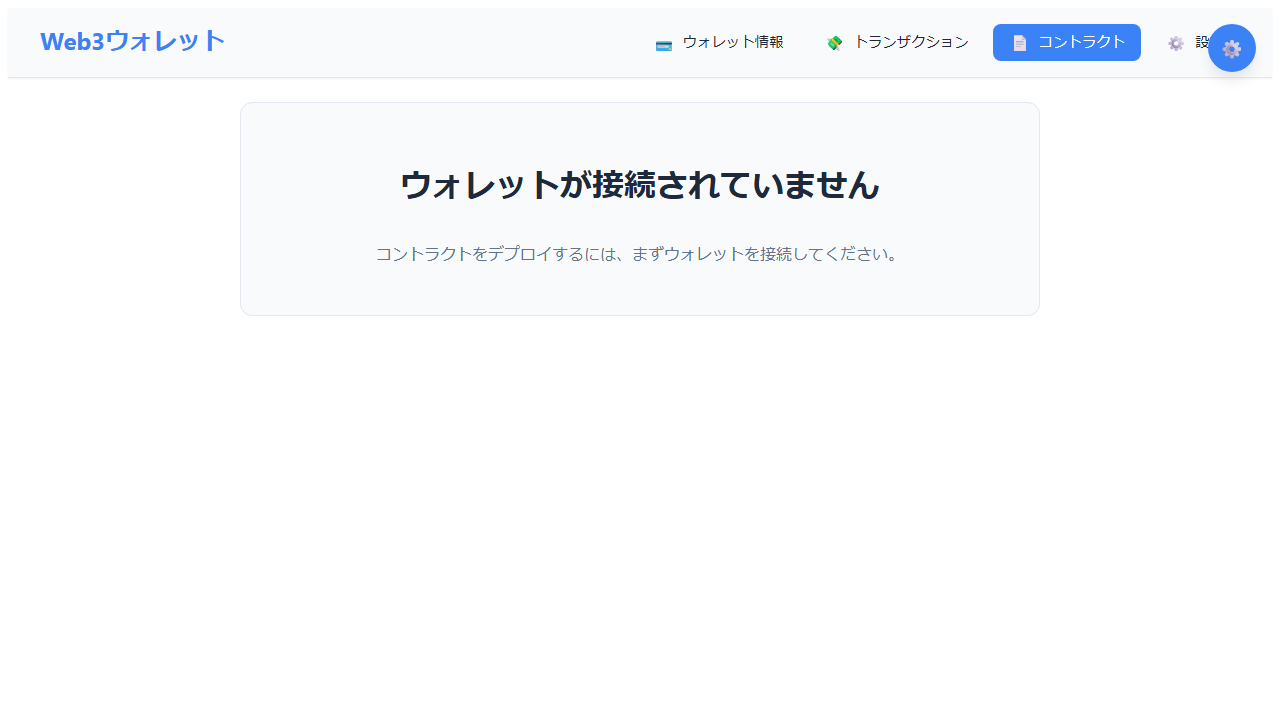 Web3ウォレット
ウォレット情報
トランザクション
コントラクト
設
ウォレットが接続されていません
コントラクトをデプロイするには、まずウォレットを接続してください。